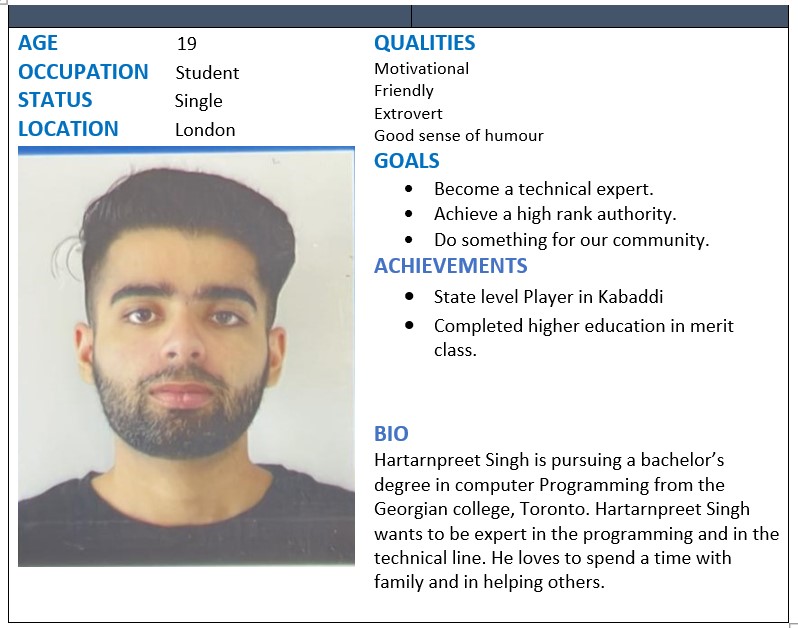 AGE 19
OCCUPATION Student
STATUS Single
LOCATION London
QUALITIES
Motivational
Friendly
Extrovert
Good sense of humour
GOALS
• Become a technical expert.
• Achieve a high rank authority.
• Do something for our community.
ACHIEVEMENTS
• State level Player in Kabaddi
• Completed higher education in merit
class.
BIO
Hartarnpreet Singh is pursuing a bachelor’s
degree in computer Programming from the
Georgian college, Toronto. Hartarnpreet Singh
wants to be expert in the programming and in the
technical line. He loves to spend a time with
family and in helping others.